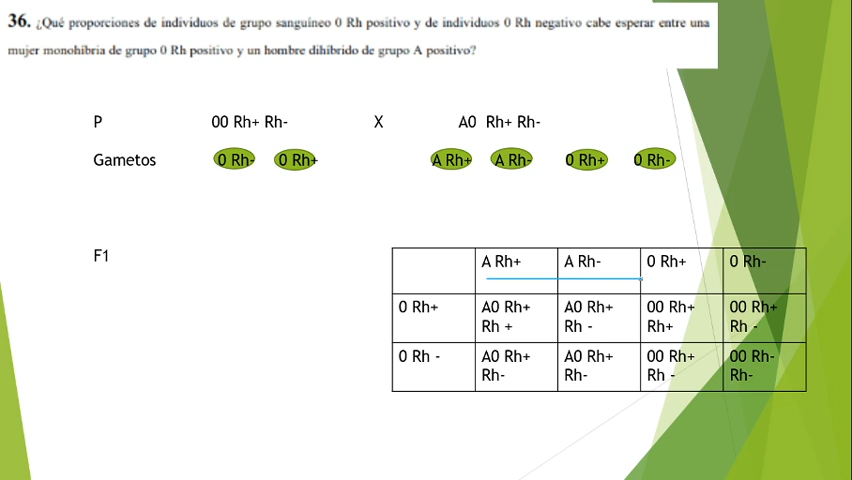 36. ¿Qué proporciones de individuos de grupo sanguíneo 0 Rh positivo y de individuos 0 Rh negativo cabe esperar entre una
mujer monohíbria de grupo 0 Rh positivo y un hombre dihíbrido de grupo A positivo?
P 00 Rh+ Rh- X A0 Rh+ Rh-
Gametos 0 Rh- 0 Rh+ A Rh+ A Rh- 0 Rh+ 0 Rh-
F1
A Rh+ A Rh- 0 Rh+ 0 Rh-
0 Rh+ A0 Rh+ A0 Rh+ 00 Rh+ 00 Rh+
Rh + Rh - Rh+ Rh -
0 Rh - A0 Rh+ A0 Rh+ 00 Rh+ 00 Rh-
Rh- Rh- Rh - Rh-